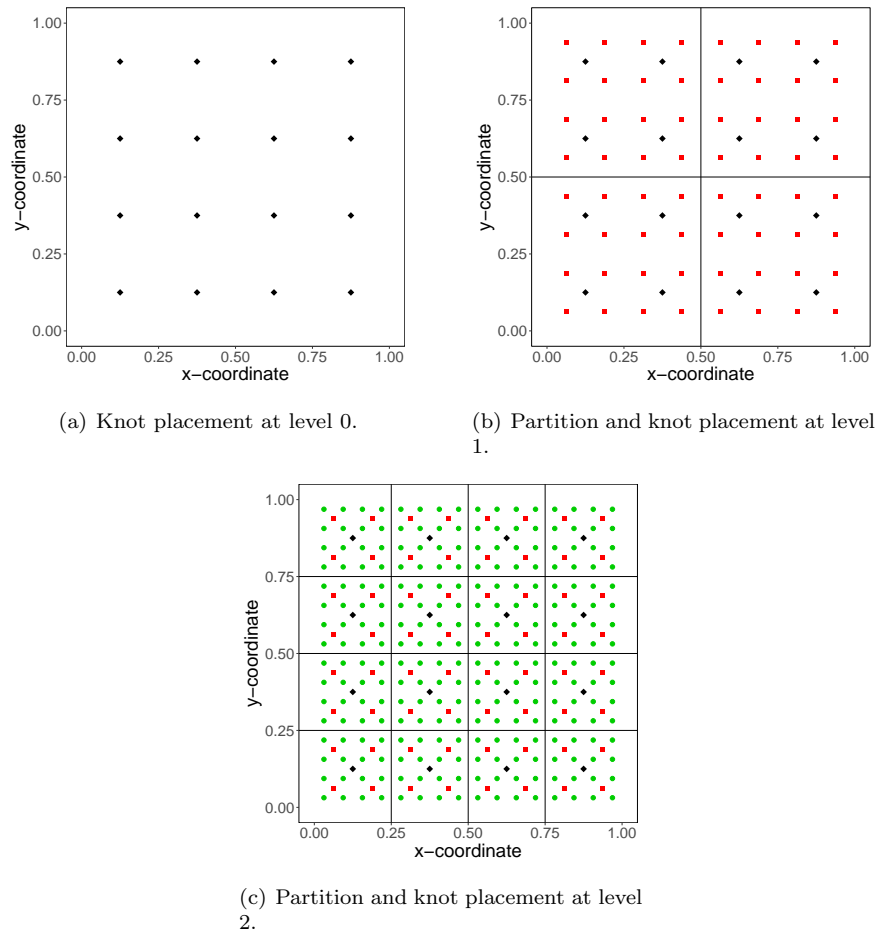 1.00
0.75
0.50
0.25
0.00
y−coordinate
0.00 0.25 0.50 0.75 1.00
x−coordinate
(a) Knot placement at level 0.
1.00
0.75
0.50
0.25
0.00
y−coordinate
0.00 0.25 0.50 0.75 1.00
x−coordinate
(b) Partition and knot placement at level
1.
1.00
0.75
0.50
0.25
0.00
y−coordinate
0.00 0.25 0.50 0.75 1.00
x−coordinate
(c) Partition and knot placement at level
2.